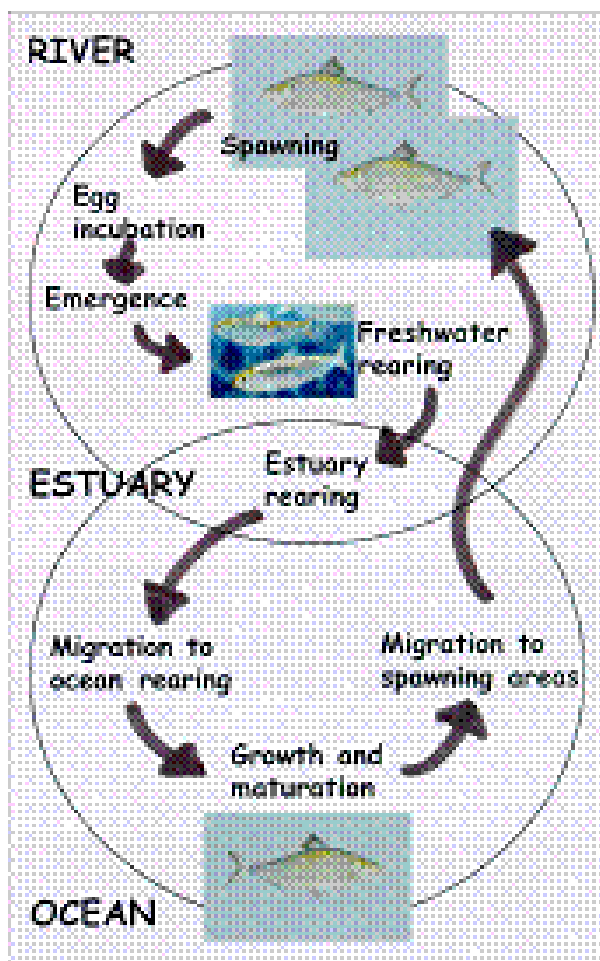 RIVER
Spawning
Egg
incubation
Emergence
Freshwater
rearing
ESTUARY
Estuary
rearing
Migration to
ocean rearing
Migration to
spawning areas
Growth and
maturation
OCEAN